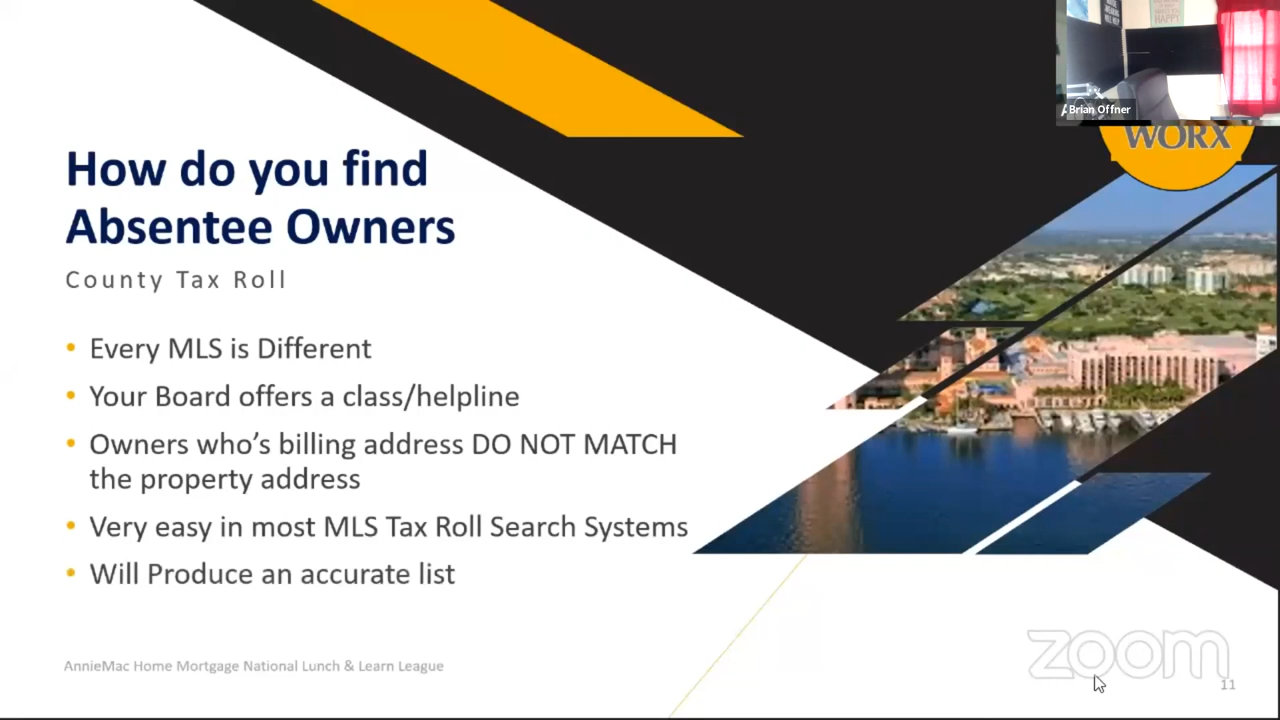 HAPPY
Brian Offner
WORX
How do you find
Absentee Owners
County Tax Roll
• Every MLS is Different
• Your Board offers a class/helpline
• Owners who's billing address DO NOT MATCH
the property address
• Very easy in most MLS Tax Roll Search Systems
• Will Produce an accurate list
AnnieMac Home Mortgage National Lunch & Learn League
zoom
11